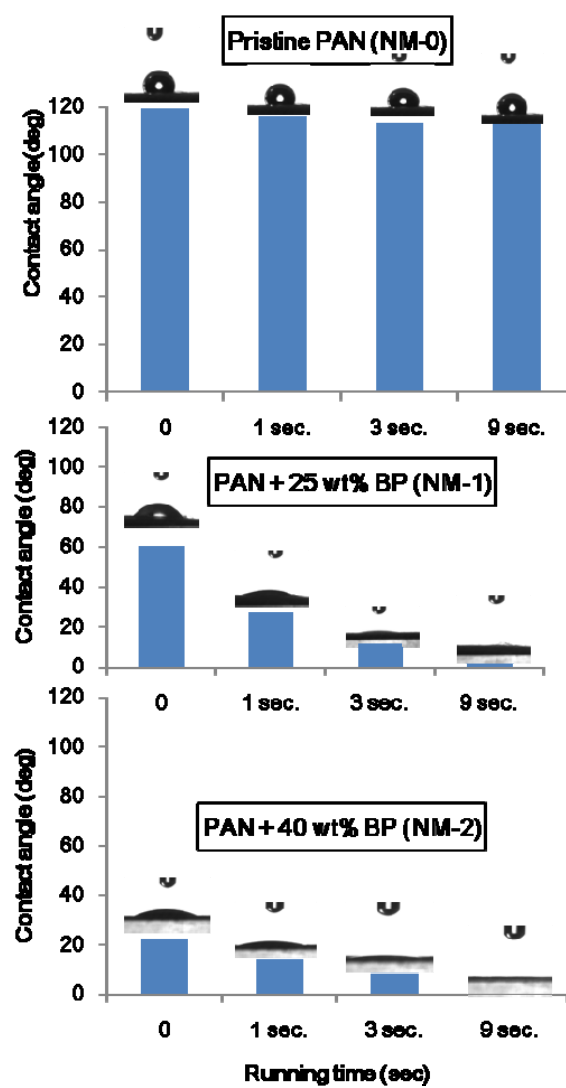 Pristine PAN (NM-0)
Contact angle(deg)
120
100
80
60
40
20
0
0 1 sec. 3 sec. 9 sec.
PAN + 25 wt% BP (NM-1)
Contact angle (deg)
120
100
80
60
40
20
0
0 1 sec. 3 sec. 9 sec.
PAN + 40 wt% BP (NM-2)
Contact angle (deg)
120
100
80
60
40
20
0
0 1 sec. 3 sec. 9 sec.
Running time (sec)